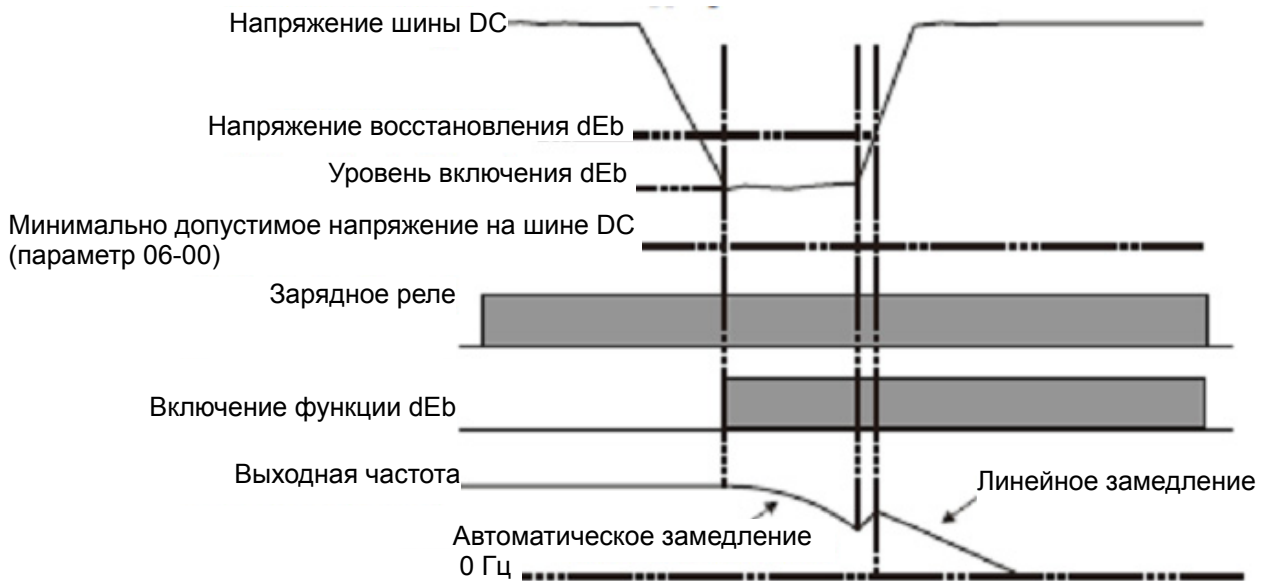 Напряжение шины DC
Напряжение восстановления dEb
Уровень включения dEb
Минимально допустимое напряжение на шине DC
(параметр 06-00)
Зарядное реле
Включение функции dEb
Выходная частота
Линейное замедление
Автоматическое замедление
0 Гц